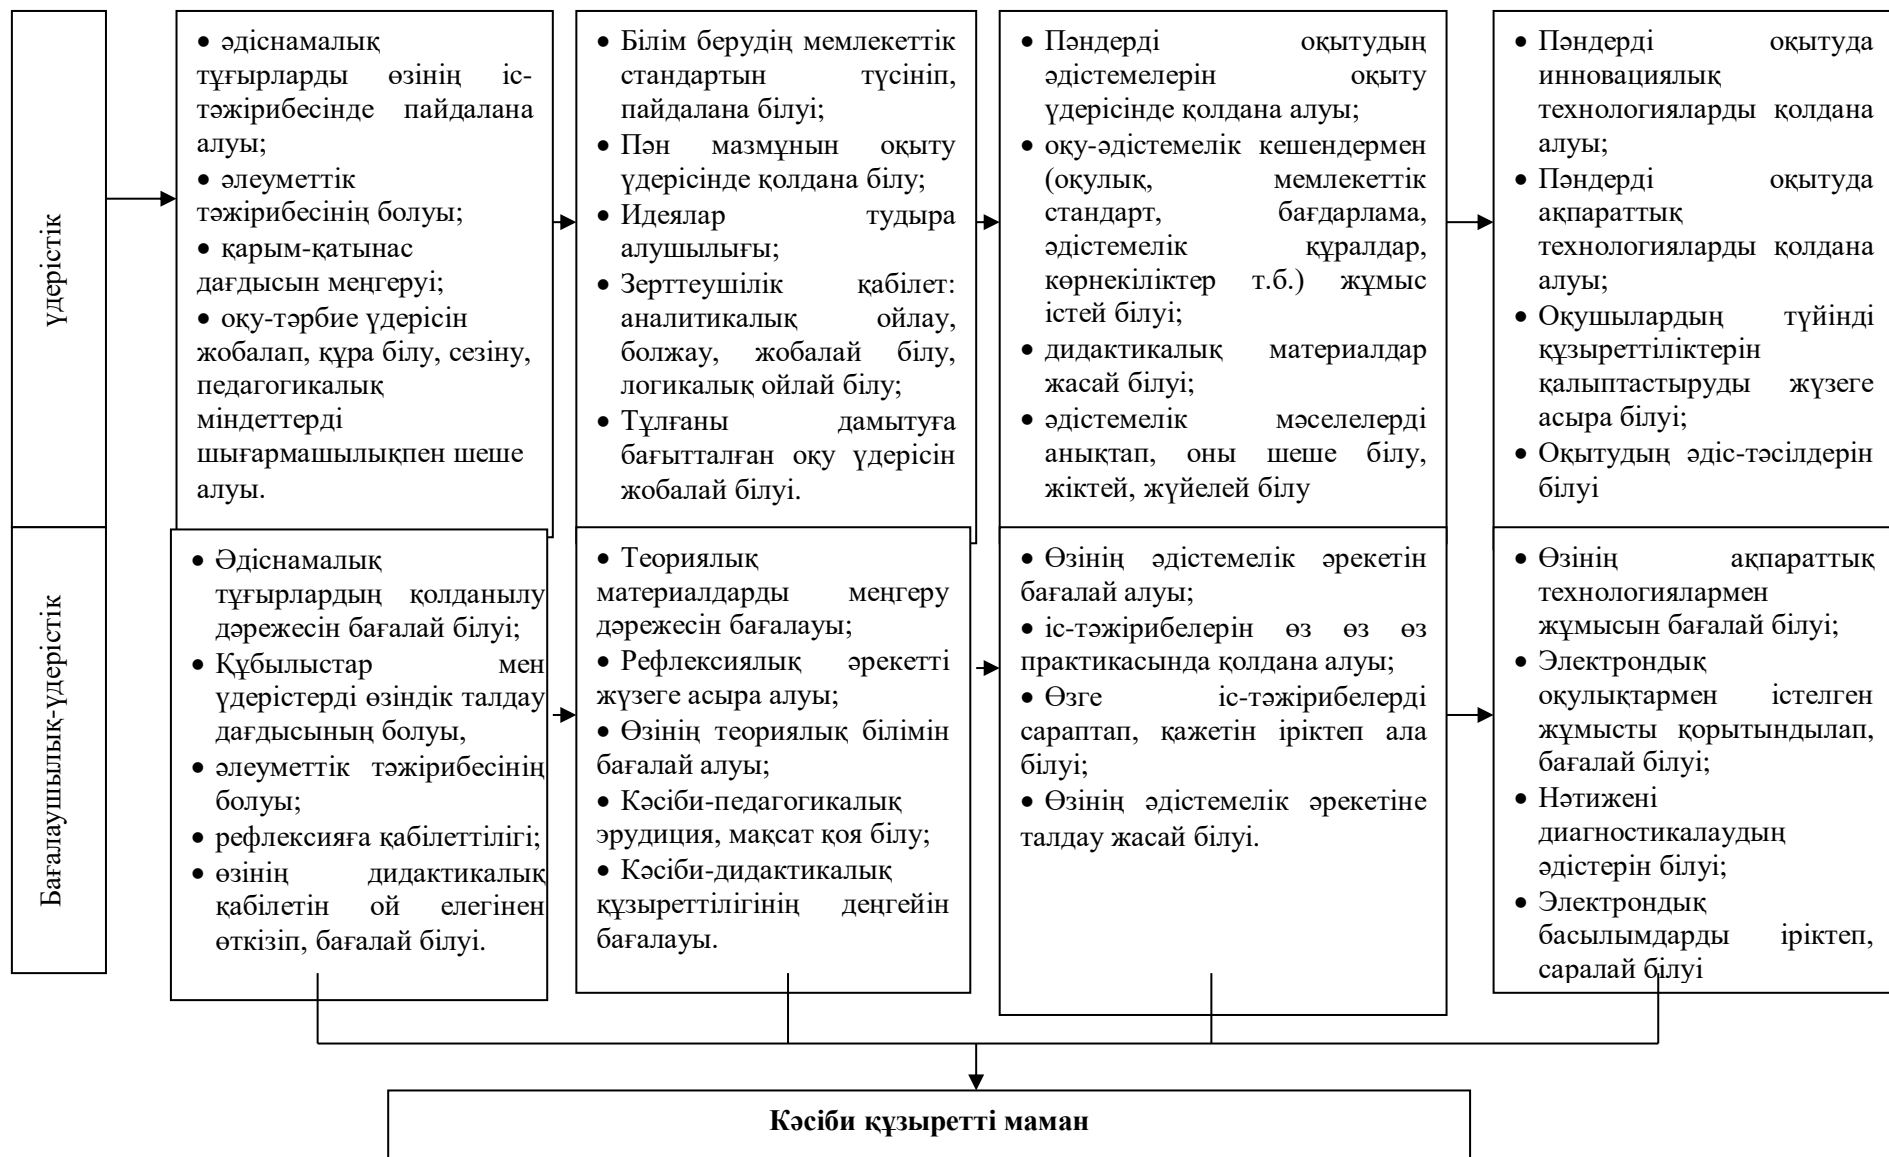 үдерістік
• әдіснамалық
тұғырларды өзінің іс-
тәжірибесінде пайдалана
алуы;
• әлеуметтік
тәжірибесінің болуы;
• қарым-қатынас
дағдысын меңгеруі;
• оқу-тәрбие үдерісін
жобалап, құра білу, сезіну,
педагогикалық
міндеттерді
шығармашылықпен шеше
алуы.
• Білім берудің мемлекеттік
стандартын түсініп,
пайдалана білуі;
• Пән мазмұнын оқыту
үдерісінде қолдана білу;
• Идеялар тудыра
алушылығы;
• Зерттеушілік қабілет:
аналитикалық ойлау,
болжау, жобалай білу,
логикалық ойлай білу;
• Тұлғаны дамытуға
бағытталған оқу үдерісін
жобалай білуі.
• Пәндерді оқытудың
әдістемелерін оқыту
үдерісінде қолдана алуы;
• оқу-әдістемелік кешендермен
(оқулық, мемлекеттік
стандарт, бағдарлама,
әдістемелік құралдар,
көрнекіліктер т.б.) жұмыс
істей білуі;
• дидактикалық материалдар
жасай білуі;
• әдістемелік мәселелерді
анықтап, оны шеше білу,
жіктей, жүйелей білу
• Пәндерді оқытуда
инновациялық
технологияларды қолдана
алуы;
• Пәндерді оқытуда
ақпараттық
технологияларды қолдана
алуы;
• Оқушылардың түйінді
құзыреттіліктерін
қалыптастыруды жүзеге
асыра білуі;
• Оқытудың әдіс-тәсілдерін
білуі
Бағалаушылық-үдерістік
• Әдіснамалық
тұғырлардың қолданылу
дәрежесін бағалай білуі;
• Құбылыстар мен
үдерістерді өзіндік талдау
дағдысының болуы,
• әлеуметтік тәжірибесінің
болуы;
• рефлексияға қабілеттілігі;
• өзінің дидактикалық
қабілетін ой елегінен
өткізіп, бағалай білуі.
• Теориялық
материалдарды меңгеру
дәрежесін бағалауы;
• Рефлексиялық әрекетті
жүзеге асыра алуы;
• Өзінің теориялық білімін
бағалай алуы;
• Кәсіби-педагогикалық
эрудиция, мақсат қоя білу;
• Кәсіби-дидактикалық
құзыреттілігінің деңгейін
бағалауы.
• Өзінің әдістемелік әрекетін
бағалай алуы;
• іс-тәжірибелерін өз өз өз
практикасында қолдана алуы;
• Өзге іс-тәжірибелерді
сараптап, қажетін іріктеп ала
білуі;
• Өзінің әдістемелік әрекетіне
талдау жасай білуі.
• Өзінің ақпараттық
технологиялармен
жұмысын бағалай білуі;
• Электрондық
оқулықтармен істелген
жұмысты қорытындылап,
бағалай білуі;
• Нәтижені
диагностикалаудың
әдістерін білуі;
• Электрондық
басылымдарды іріктеп,
саралай білуі
Кәсіби құзыретті маман